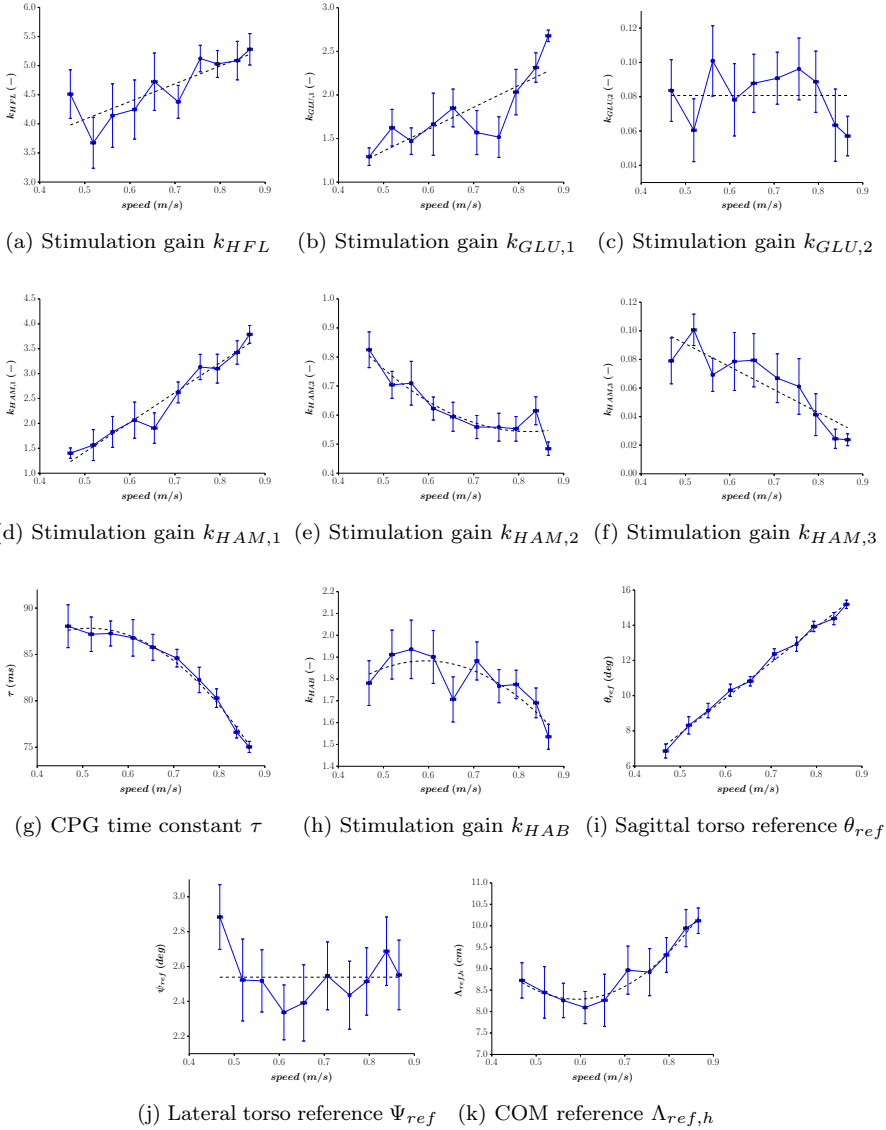 6.0
5.5
5.0
4.5
4.0
3.5
3.0
k_HFL (−)
0.4 0.5 0.6 0.7 0.8 0.9
speed (m/s)
(a) Stimulation gain k_HFL
3.0
2.5
2.0
1.5
1.0
k_GLU,1 (−)
0.4 0.5 0.6 0.7 0.8 0.9
speed (m/s)
(b) Stimulation gain k_GLU,1
0.12
0.10
0.08
0.06
0.04
k_GLU,2 (−)
0.4 0.5 0.6 0.7 0.8 0.9
speed (m/s)
(c) Stimulation gain k_GLU,2
4.5
4.0
3.5
3.0
2.5
2.0
1.5
1.0
k_HAM,1 (−)
0.4 0.5 0.6 0.7 0.8 0.9
speed (m/s)
d) Stimulation gain k_HAM,1
1.0
0.9
0.8
0.7
0.6
0.5
0.4
k_HAM,2 (−)
0.4 0.5 0.6 0.7 0.8 0.9
speed (m/s)
(e) Stimulation gain k_HAM,2
0.12
0.10
0.08
0.06
0.04
0.02
0.00
k_HAM,3 (−)
0.4 0.5 0.6 0.7 0.8 0.9
speed (m/s)
(f) Stimulation gain k_HAM,3
90
85
80
75
τ (ms)
0.4 0.5 0.6 0.7 0.8 0.9
speed (m/s)
(g) CPG time constant τ
2.2
2.1
2.0
1.9
1.8
1.7
1.6
1.5
1.4
k_HAB (−)
0.4 0.5 0.6 0.7 0.8 0.9
speed (m/s)
(h) Stimulation gain k_HAB
16
14
12
10
8
6
θ_ref (deg)
0.4 0.5 0.6 0.7 0.8 0.9
speed (m/s)
(i) Sagittal torso reference θ_ref
3.0
2.8
2.6
2.4
2.2
ψ_ref (deg)
0.4 0.5 0.6 0.7 0.8 0.9
speed (m/s)
(j) Lateral torso reference Ψ_ref
11.0
10.5
10.0
9.5
9.0
8.5
8.0
7.5
7.0
Λ_ref,h (cm)
0.4 0.5 0.6 0.7 0.8 0.9
speed (m/s)
(k) COM reference Λ_ref,h